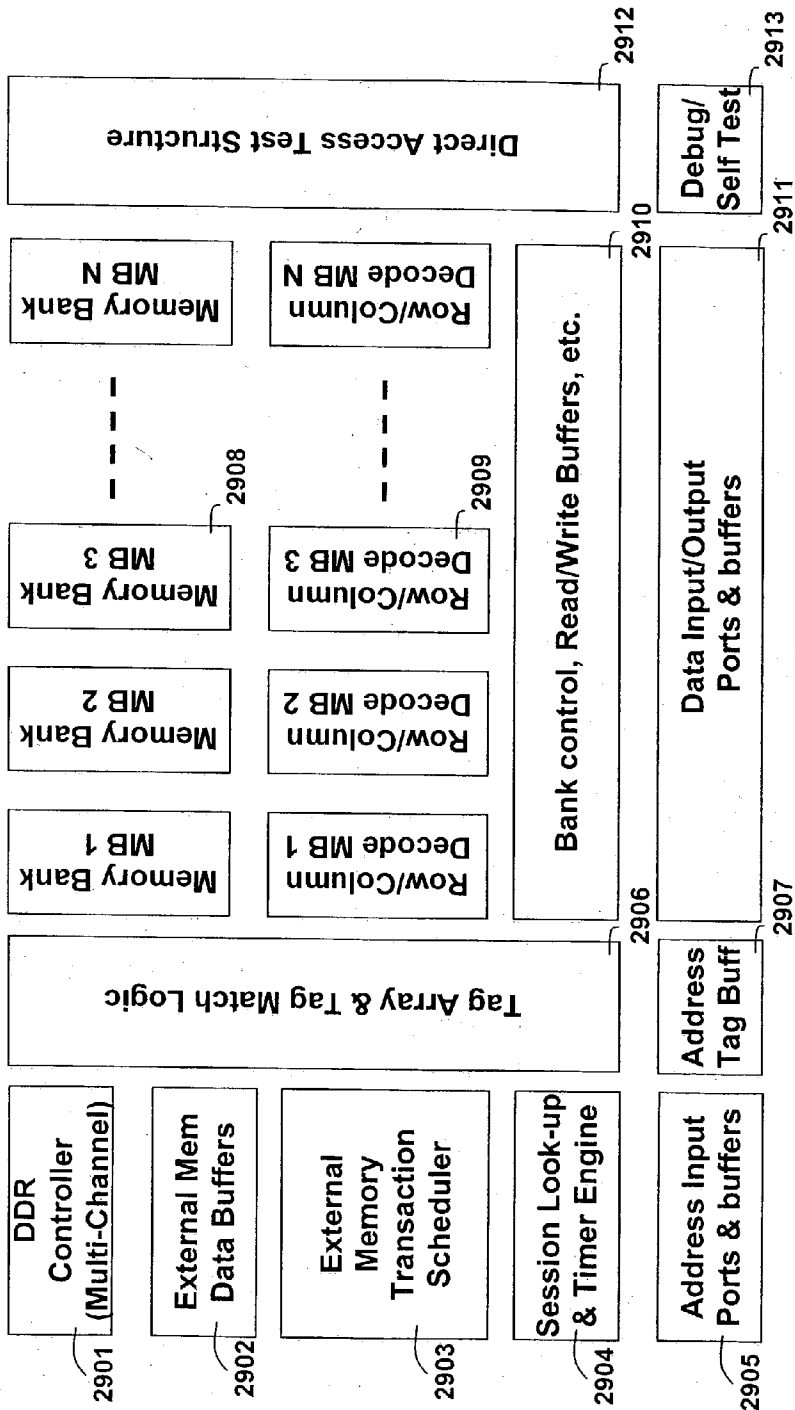 DDR
Controller
(Multi-Channel)
2901
External Mem
Data Buffers
2902
External
Memory
Transaction
Scheduler
2903
Session Look-up
& Timer Engine
2904
Address Input
Ports & buffers
2905
Tag Array & Tag Match Logic
2906
Address
Tag Buff
2907
Memory Bank
MB 1
Memory Bank
MB 2
Memory Bank
MB 3
2908
Memory Bank
MB N
Row/Column
Decode MB 1
Row/Column
Decode MB 2
Row/Column
Decode MB 3
2909
Row/Column
Decode MB N
Bank control, Read/Write Buffers, etc.
2910
Data Input/Output
Ports & buffers
2911
Direct Access Test Structure
2912
Debug/
Self Test
2913